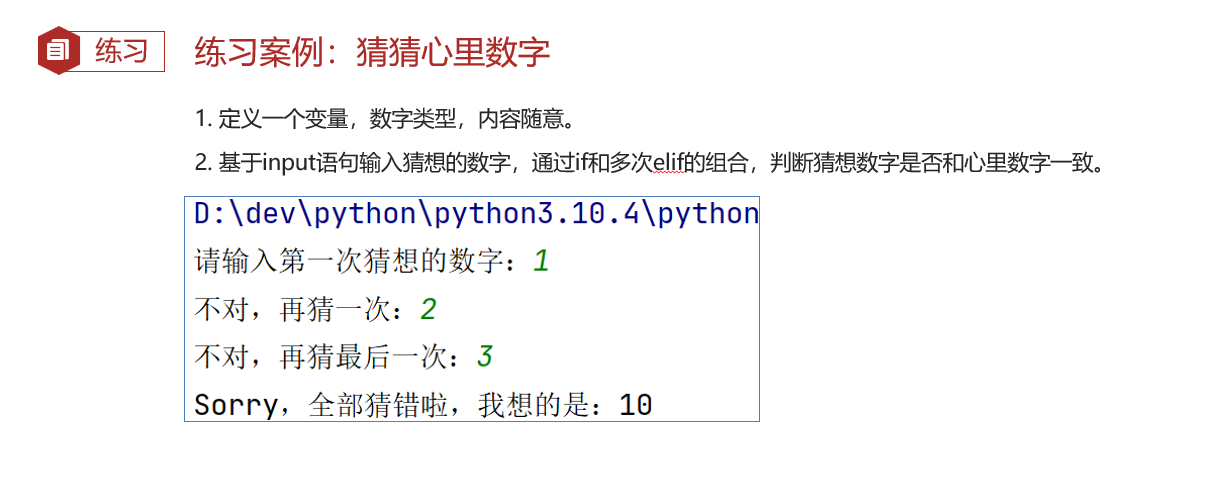 练习
练习案例：猜猜心里数字
1. 定义一个变量，数字类型，内容随意。
2. 基于input语句输入猜想的数字，通过if和多次elif的组合，判断猜想数字是否和心里数字一致。
D:\dev\python\python3.10.4\python
请输入第一次猜想的数字：1
不对，再猜一次：2
不对，再猜最后一次：3
Sorry，全部猜错啦，我想的是：10